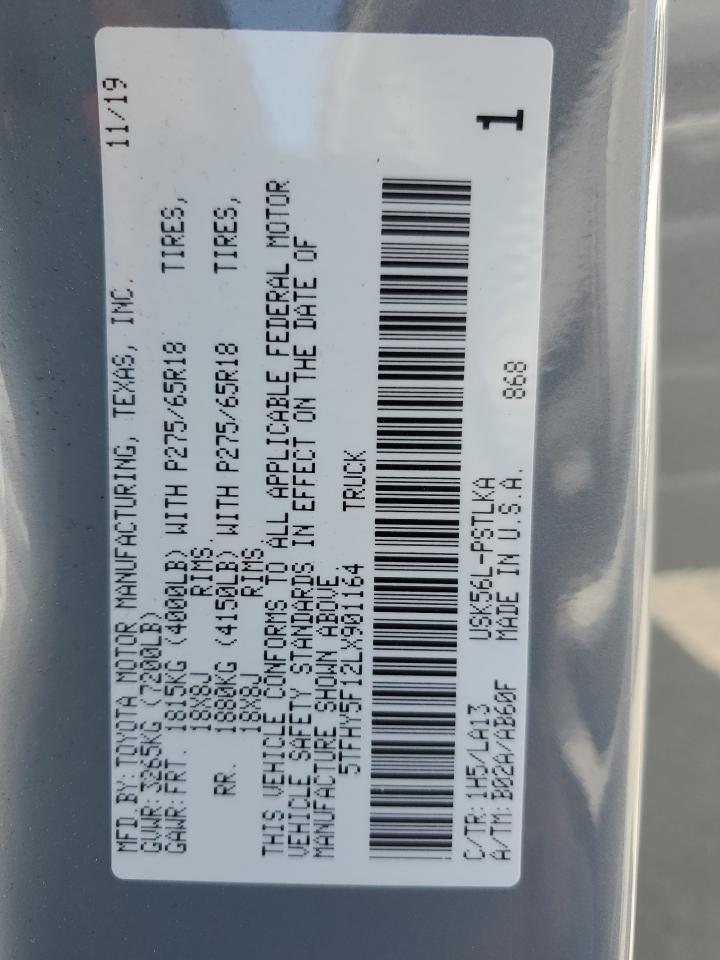 MFD.BY:TOYOTA MOTOR MANUFACTURING, TEXAS, INC. 11/19
GVWR:3265KG (7200LB)
GAWR:FRT. 1815KG (4000LB) WITH P275/65R18 TIRES,
18X8J RIMS
RR. 1880KG (4150LB) WITH P275/65R18 TIRES,
18X8J RIMS.
THIS VEHICLE CONFORMS TO ALL APPLICABLE FEDERAL MOTOR
VEHICLE SAFETY STANDARDS IN EFFECT ON THE DATE OF
MANUFACTURE SHOWN ABOVE.
5TFHY5F12LX901164 TRUCK
1
C/TR:1H5/LA13 USK56L-PSTLKA 868
A/TM:B02A/AB60F MADE IN U.S.A.